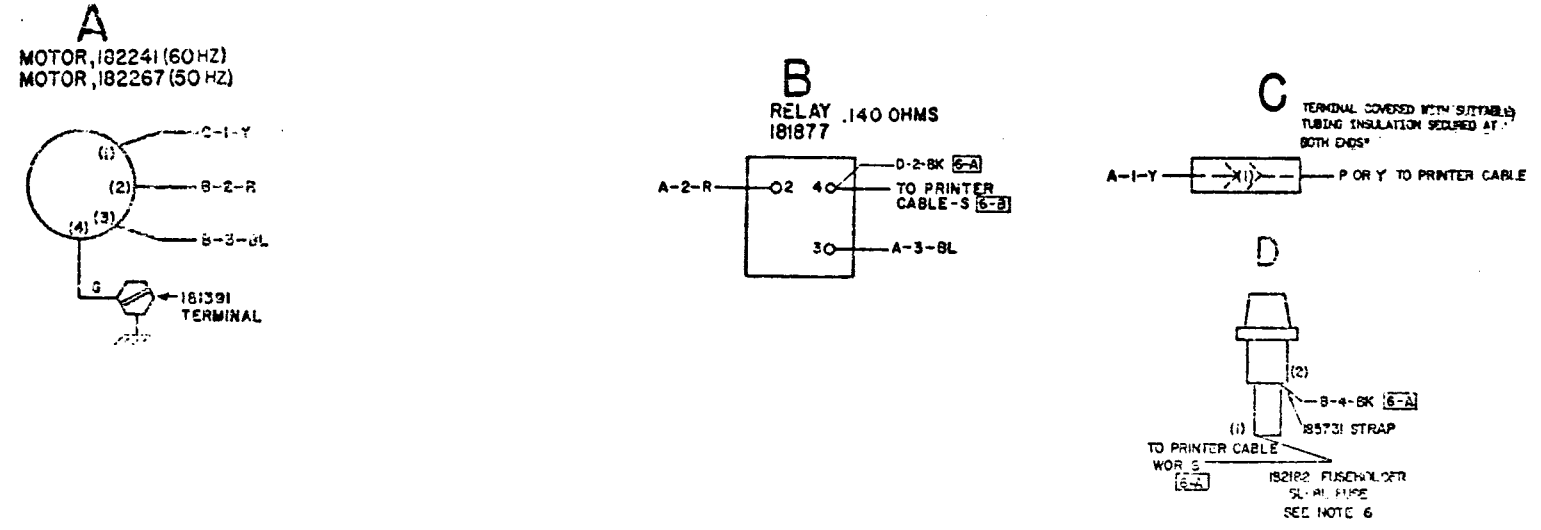 A
MOTOR,182241 (60HZ)
MOTOR,182267 (50 HZ)
C-1-Y
(1)
(2)
B-2-R
(3)
(4)
B-3-BL
G
181391
TERMINAL
B
RELAY .140 OHMS
181877
D-2-BK 6-A
A-2-R
2
4
TO PRINTER
CABLE-S 6-B
3
A-3-BL
C
TERMINAL COVERED WITH SUITABLE
TUBING INSULATION SECURED AT
BOTH ENDS
A-1-Y
(1)
P OR Y TO PRINTER CABLE
D
(2)
B-4-BK 6-A
(1)
185731 STRAP
TO PRINTER CABLE
W OR
6-A
182182 FUSEHOLDER
FUSE
SEE NOTE 6